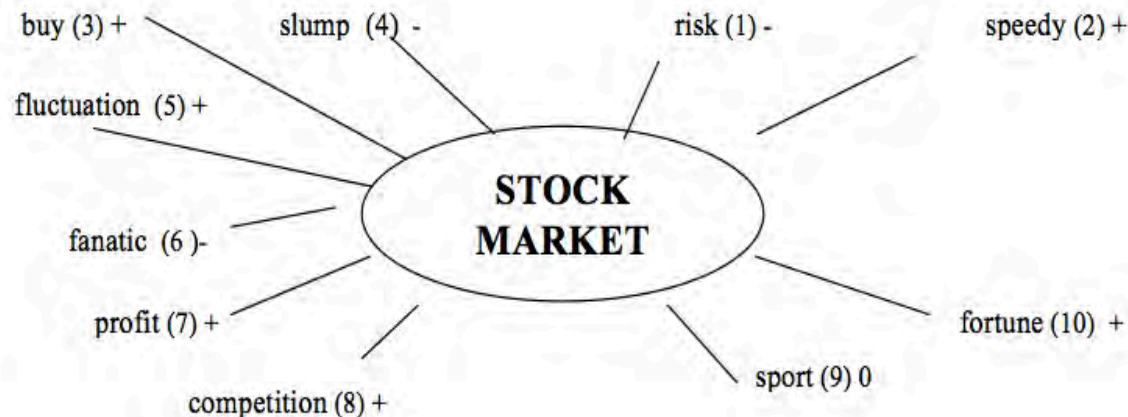 buy (3) +
slump (4) -
risk (1) -
speedy (2) +
fluctuation (5) +
STOCK
MARKET
fanatic (6 )-
profit (7) +
fortune (10) +
sport (9) 0
competition (8) +